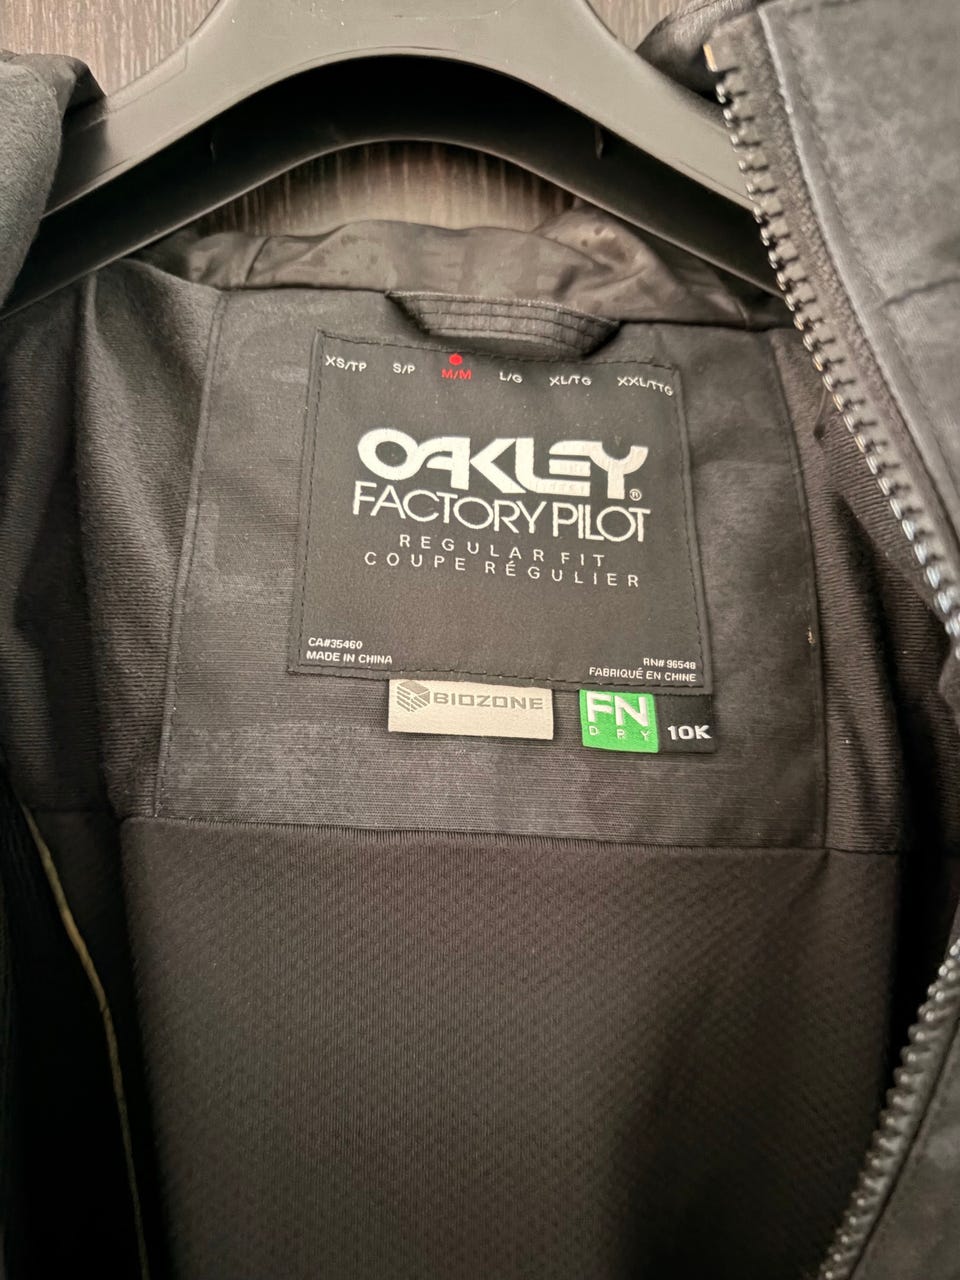 XS/TP S/P M/M L/G XL/TG XXL/TTG
OAKLEY®
FACTORY PILOT
REGULAR FIT
COUPE RÉGULIER
CA#35460
MADE IN CHINA
RN# 96548
FABRIQUÉ EN CHINE
BIOZONE
FN
DRY
10K